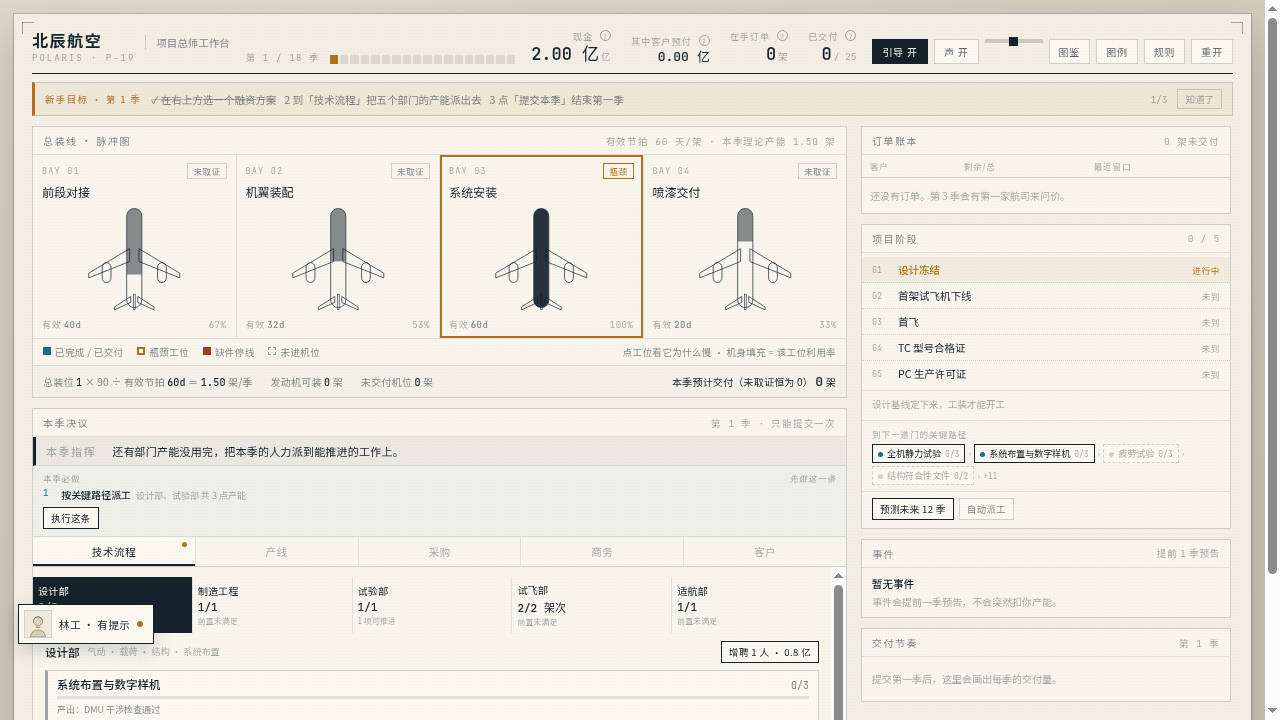 北辰航空
POLARIS · P-19
项目总师工作台
第 1 / 18 季
现金 ?
2.00 亿 亿
其中客户预付 ?
0.00 亿
在手订单 ?
0 架
已交付 ?
0 / 25
引导 开
声 开
图鉴
图例
规则
重开
新手目标 · 第 1 季 ✓在右上方选一个融资方案 2 到「技术流程」把五个部门的产能派出去 3 点「提交本季」结束第一季
1/3
知道了
总装线 · 脉冲图
有效节拍 60 天/架 · 本季理论产能 1.50 架
BAY 01 未取证
前段对接
有效 40d 67%
BAY 02 未取证
机翼装配
有效 32d 53%
BAY 03 瓶颈
系统安装
有效 60d 100%
BAY 04 未取证
喷漆交付
有效 20d 33%
已完成 / 已交付 瓶颈工位 缺件停线 未进机位
点工位看它为什么慢 · 机身填充 = 该工位利用率
总装位 1 × 90 ÷ 有效节拍 60d = 1.50 架/季 发动机可装 0 架 未交付机位 0 架
本季预计交付（未取证恒为 0） 0 架
本季决议
第 1 季 · 只能提交一次
本季指挥 还有部门产能没用完，把本季的人力派到能推进的工作上。
本季必做
先做这一条
1 按关键路径派工 设计部、试验部 共 3 点产能
执行这条
技术流程
产线
采购
商务
客户
设计部
制造工程
1/1
前置未满足
试验部
1/1
1 项可推进
试飞部
2/2 架次
前置未满足
适航部
1/1
前置未满足
林工 · 有提示
设计部 气动 · 载荷 · 结构 · 系统布置
增聘 1 人 · 0.8 亿
系统布置与数字样机 0/3
产出：DMU 干涉检查通过
订单账本
0 架未交付
客户 剩余/总 最近窗口
还没有订单。第 3 季会有第一家航司来问价。
项目阶段
0 / 5
G1 设计冻结 进行中
G2 首架试飞机下线 未到
G3 首飞 未到
G4 TC 型号合格证 未到
G5 PC 生产许可证 未到
设计基线定下来，工装才能开工
到下一道门的关键路径
全机静力试验 0/3 › 系统布置与数字样机 0/3 › 疲劳试验 0/3 ›
结构符合性文件 0/2 › +11
预测未来 12 季
自动派工
事件
提前 1 季预告
暂无事件
事件会提前一季预告，不会突然扣你产能。
交付节奏
第 1 季
提交第一季后，这里会画出每季的交付量。